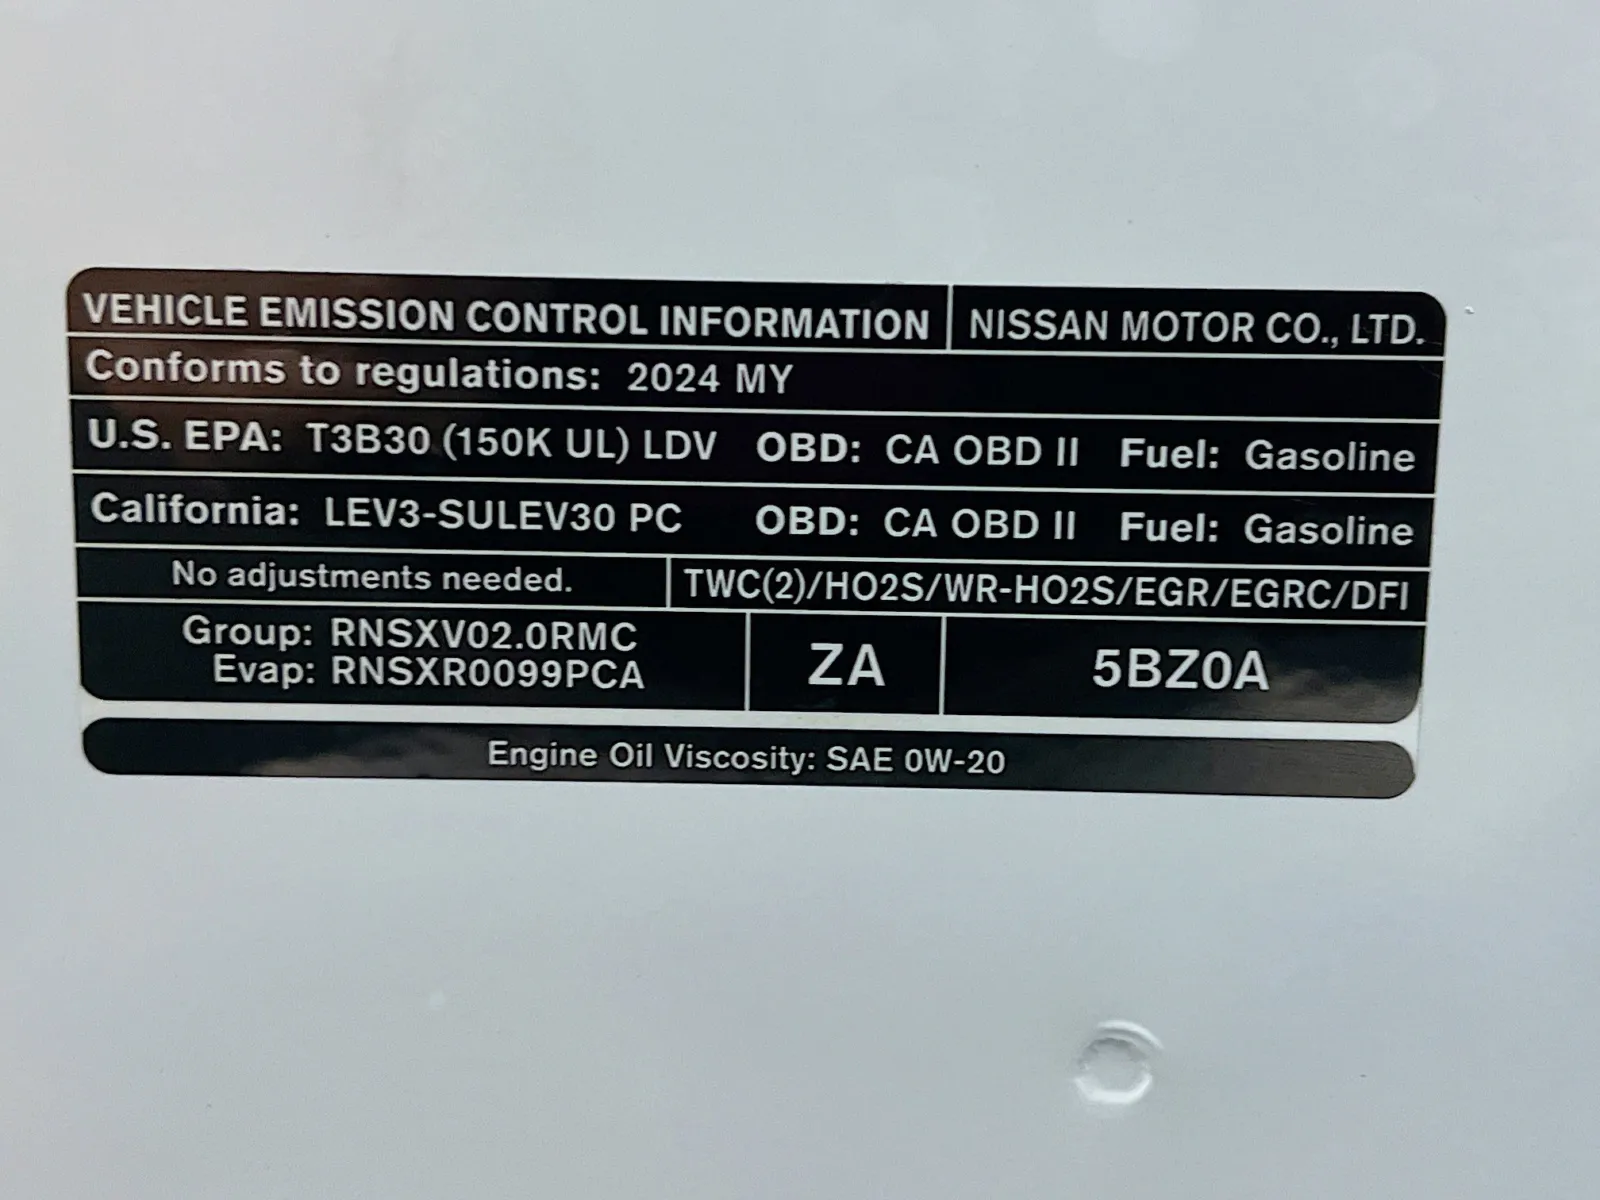 VEHICLE EMISSION CONTROL INFORMATION NISSAN MOTOR CO., LTD.
Conforms to regulations: 2024 MY
U.S. EPA: T3B30 (150K UL) LDV OBD: CA OBD II Fuel: Gasoline
California: LEV3-SULEV30 PC OBD: CA OBD II Fuel: Gasoline
No adjustments needed. TWC(2)/HO2S/WR-HO2S/EGR/EGRC/DFI
Group: RNSXV02.0RMC
Evap: RNSXR0099PCA
ZA
5BZ0A
Engine Oil Viscosity: SAE 0W-20